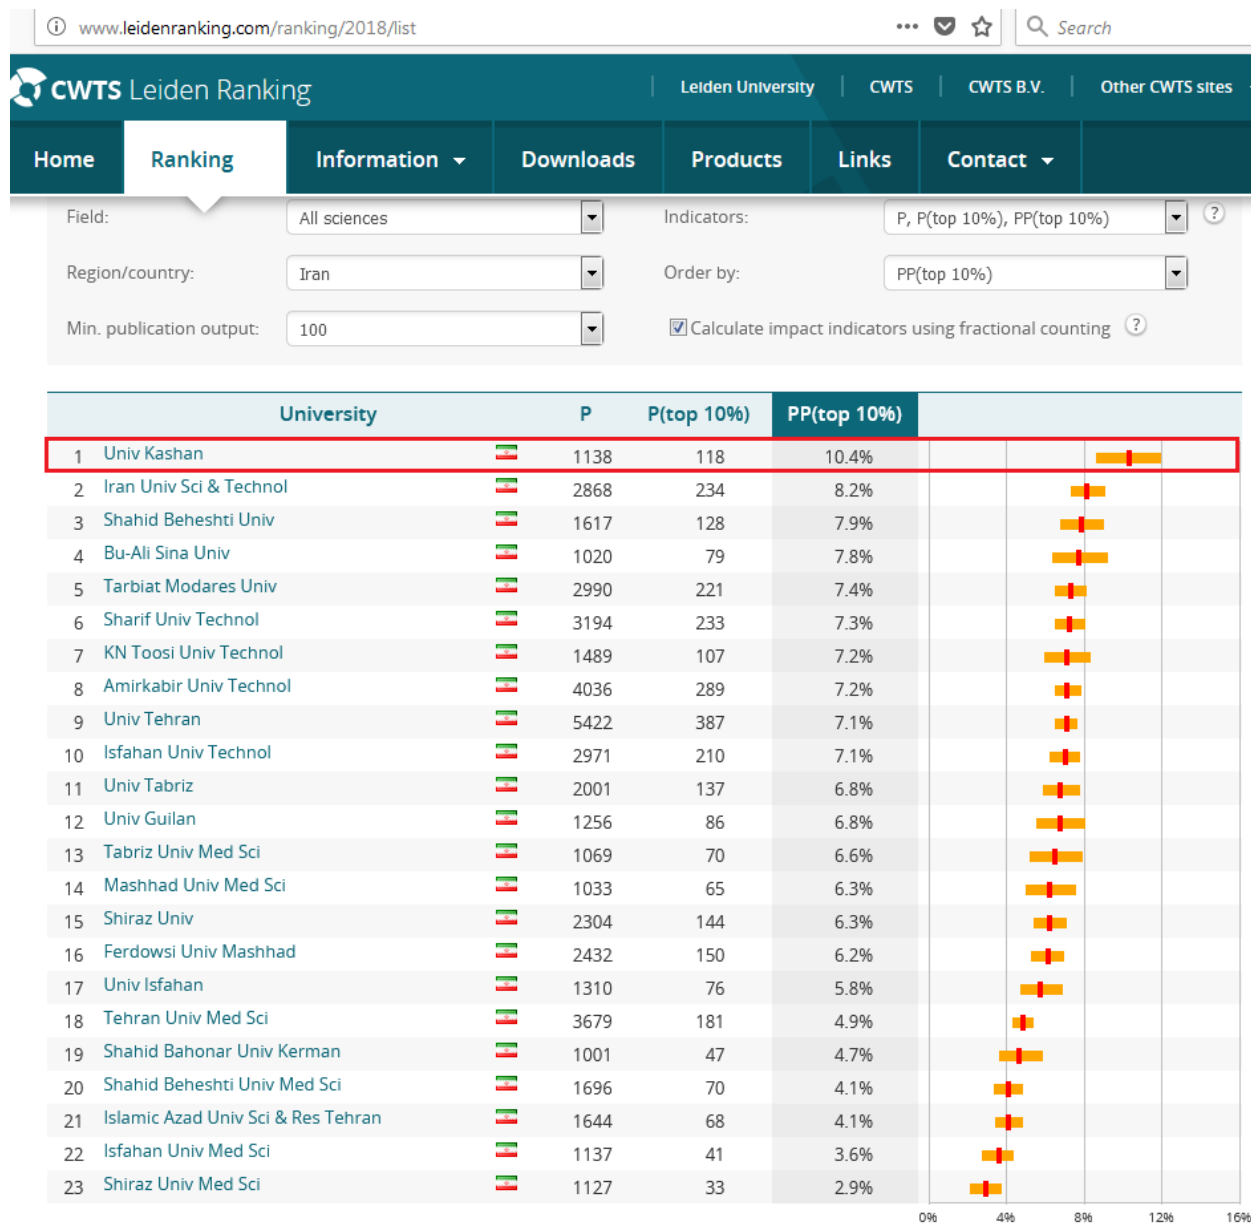 www.leidenranking.com/ranking/2018/list Search
CWTS Leiden Ranking Leiden University CWTS CWTS B.V. Other CWTS sites
Home Ranking Information Downloads Products Links Contact
Field: All sciences Indicators: P, P(top 10%), PP(top 10%) ?
Region/country: Iran Order by: PP(top 10%)
Min. publication output: 100 Calculate impact indicators using fractional counting ?
University P P(top 10%) PP(top 10%)
1 Univ Kashan 1138 118 10.4%
2 Iran Univ Sci & Technol 2868 234 8.2%
3 Shahid Beheshti Univ 1617 128 7.9%
4 Bu-Ali Sina Univ 1020 79 7.8%
5 Tarbiat Modares Univ 2990 221 7.4%
6 Sharif Univ Technol 3194 233 7.3%
7 KN Toosi Univ Technol 1489 107 7.2%
8 Amirkabir Univ Technol 4036 289 7.2%
9 Univ Tehran 5422 387 7.1%
10 Isfahan Univ Technol 2971 210 7.1%
11 Univ Tabriz 2001 137 6.8%
12 Univ Guilan 1256 86 6.8%
13 Tabriz Univ Med Sci 1069 70 6.6%
14 Mashhad Univ Med Sci 1033 65 6.3%
15 Shiraz Univ 2304 144 6.3%
16 Ferdowsi Univ Mashhad 2432 150 6.2%
17 Univ Isfahan 1310 76 5.8%
18 Tehran Univ Med Sci 3679 181 4.9%
19 Shahid Bahonar Univ Kerman 1001 47 4.7%
20 Shahid Beheshti Univ Med Sci 1696 70 4.1%
21 Islamic Azad Univ Sci & Res Tehran 1644 68 4.1%
22 Isfahan Univ Med Sci 1137 41 3.6%
23 Shiraz Univ Med Sci 1127 33 2.9%
0% 4% 8% 12% 16%